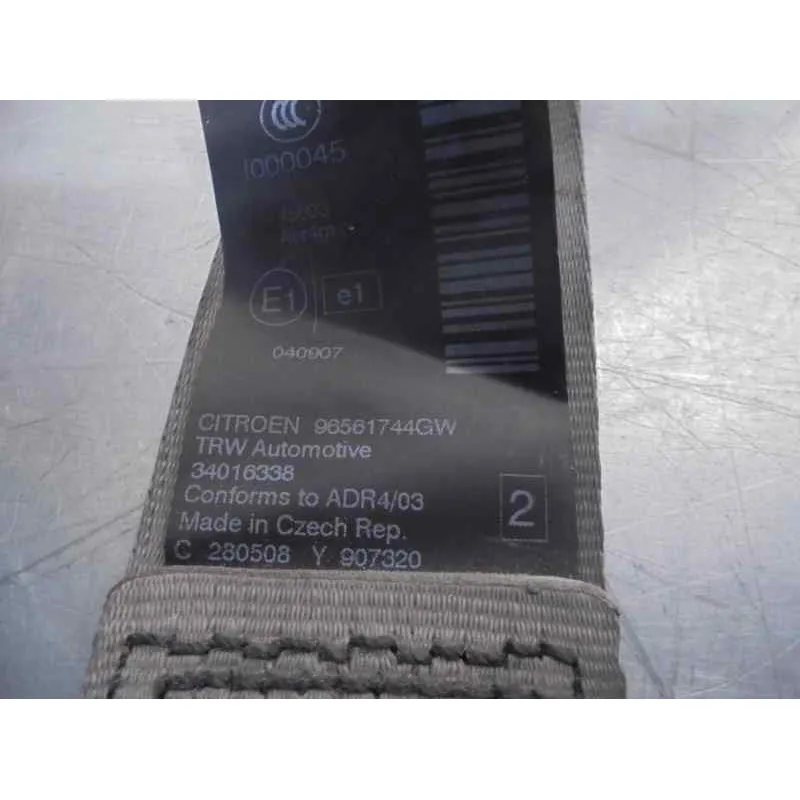 CCC
I000045
E1 e1
040907
CITROEN 96561744GW
TRW Automotive
34016338
Conforms to ADR4/03
2
Made in Czech Rep.
C 280508 Y 907320